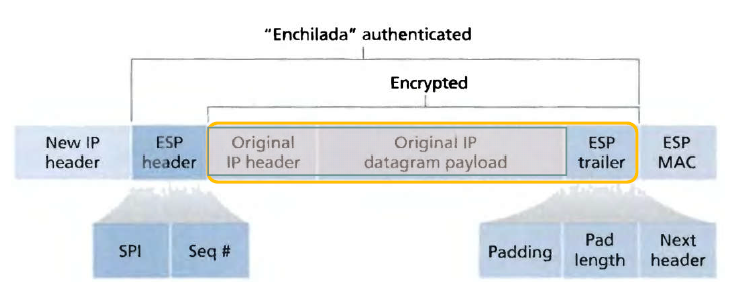 "Enchilada" authenticated
Encrypted
New IP header
ESP header
Original IP header
Original IP datagram payload
ESP trailer
ESP MAC
SPI
Seq #
Padding
Pad length
Next header